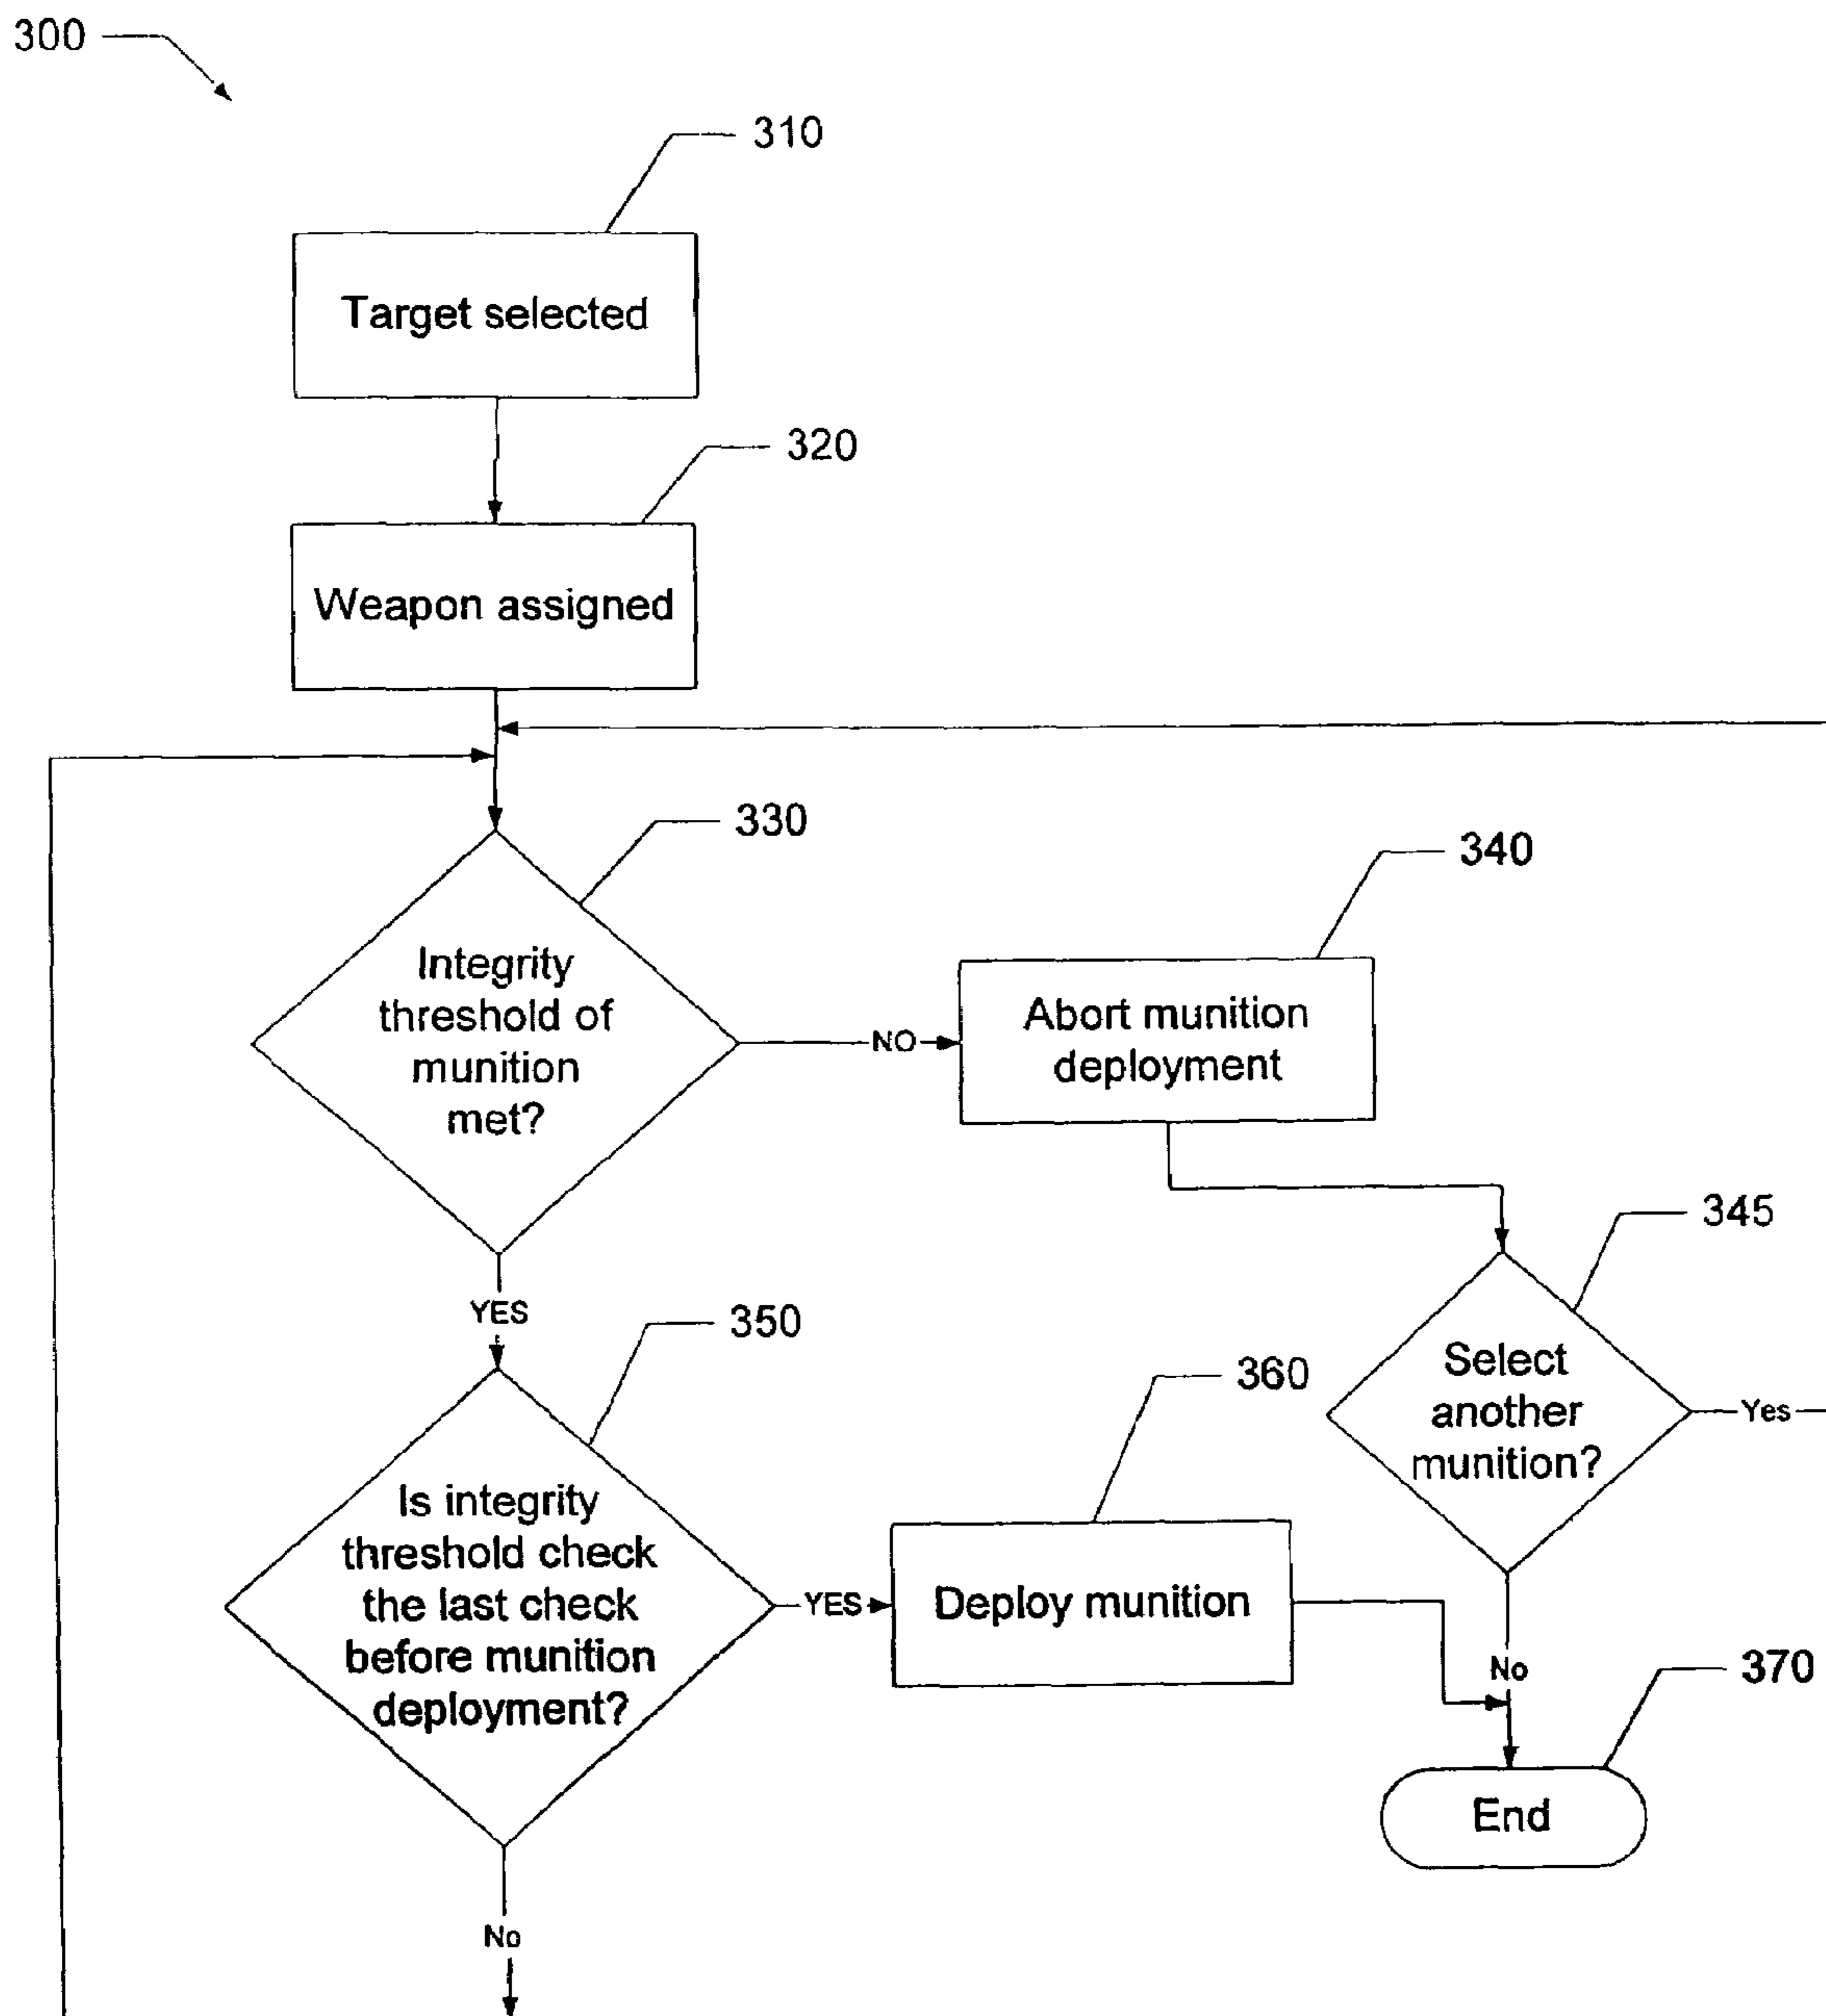 300
310
Target selected
320
Weapon assigned
330
Integrity
threshold of
munition
met?
NO
340
Abort munition
deployment
345
Select
another
munition?
Yes
No
YES
350
Is integrity
threshold check
the last check
before munition
deployment?
YES
360
Deploy munition
370
End
No